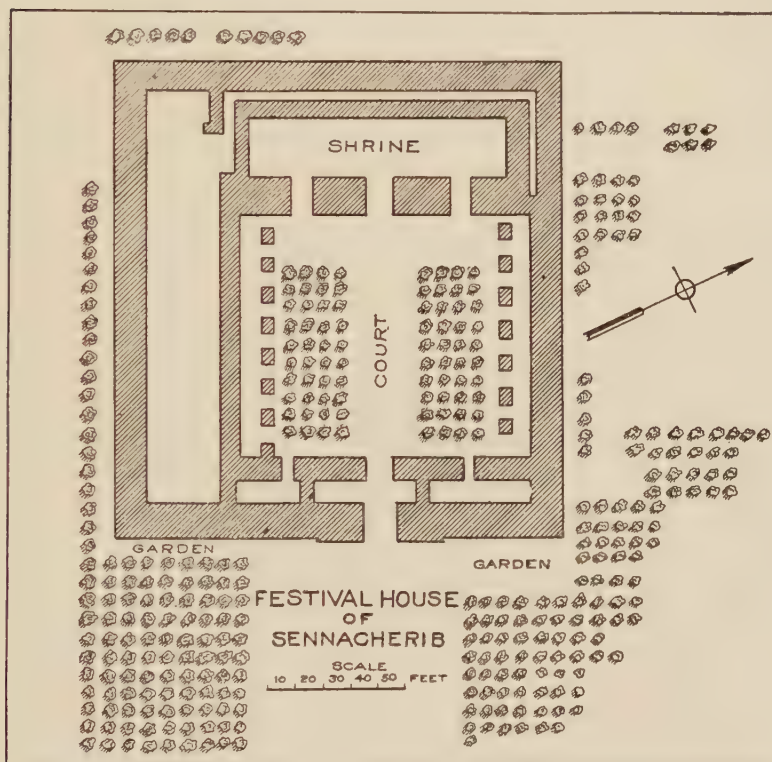 SHRINE
COURT
GARDEN
GARDEN
FESTIVAL HOUSE
OF
SENNACHERIB
SCALE
10 20 30 40 50 FEET